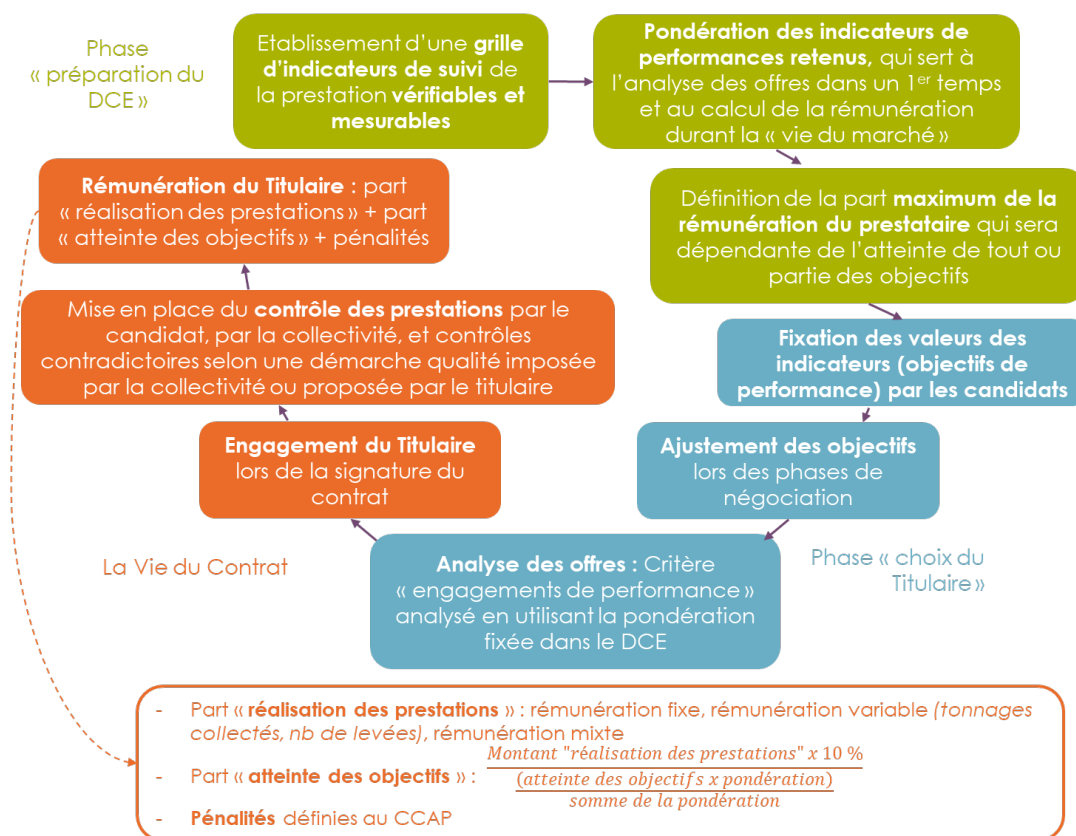 Phase
« préparation du
DCE »
Etablissement d'une grille
d'indicateurs de suivi de
la prestation vérifiables et
mesurables
Pondération des indicateurs de
performances retenus, qui sert à
l'analyse des offres dans un 1er temps
et au calcul de la rémunération
durant la « vie du marché »
Définition de la part maximum de la
rémunération du prestataire qui sera
dépendante de l'atteinte de tout ou
partie des objectifs
Fixation des valeurs des
indicateurs (objectifs de
performance) par les candidats
Ajustement des objectifs
lors des phases de
négociation
Phase « choix du
Titulaire »
Analyse des offres : Critère
« engagements de performance »
analysé en utilisant la pondération
fixée dans le DCE
La Vie du Contrat
Engagement du Titulaire
lors de la signature du
contrat
Mise en place du contrôle des prestations par le
candidat, par la collectivité, et contrôles
contradictoires selon une démarche qualité imposée
par la collectivité ou proposée par le titulaire
Rémunération du Titulaire : part
« réalisation des prestations » + part
« atteinte des objectifs » + pénalités
- Part « réalisation des prestations » : rémunération fixe, rémunération variable (tonnages
collectés, nb de levées), rémunération mixte
- Part « atteinte des objectifs » :
Montant "réalisation des prestations" x 10 %
(atteinte des objectifs x pondération)
somme de la pondération
- Pénalités définies au CCAP